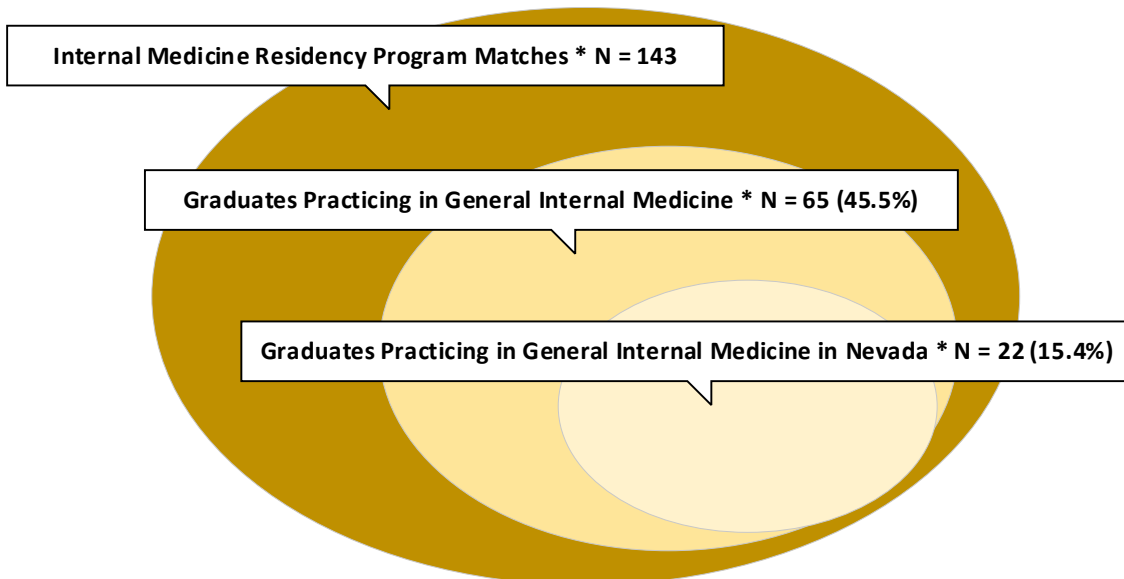 Internal Medicine Residency Program Matches * N = 143
Graduates Practicing in General Internal Medicine * N = 65 (45.5%)
Graduates Practicing in General Internal Medicine in Nevada * N = 22 (15.4%)